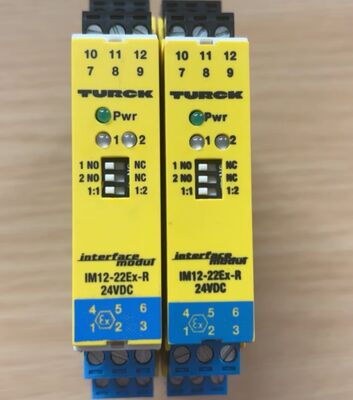 10 11 12
7 8 9
TURCK
Pwr
1 2
1 NO NC
2 NO NC
1:1 1:2
interface
modul
IM12-22Ex-R
24VDC
4 5 6
Ex
1 2 3
10 11 12
7 8 9
TURCK
Pwr
1 2
1 NO NC
2 NO NC
1:1 1:2
interface
modul
IM12-22Ex-R
24VDC
4 5 6
Ex
1 2 3